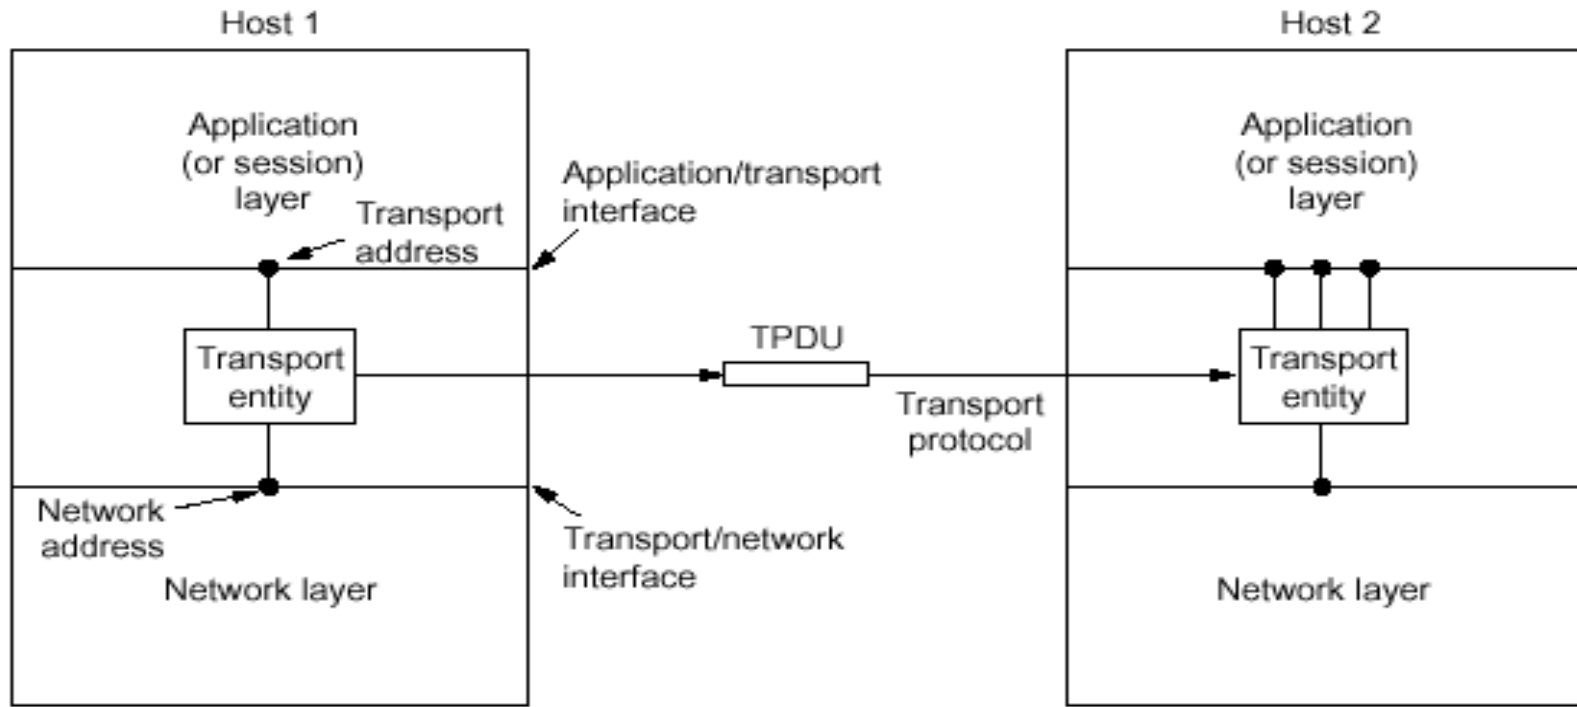 Host 1
Host 2
Application
(or session)
layer
Transport
address
Application/transport
interface
Application
(or session)
layer
Transport
entity
TPDU
Transport
protocol
Transport
entity
Network
address
Transport/network
interface
Network layer
Network layer